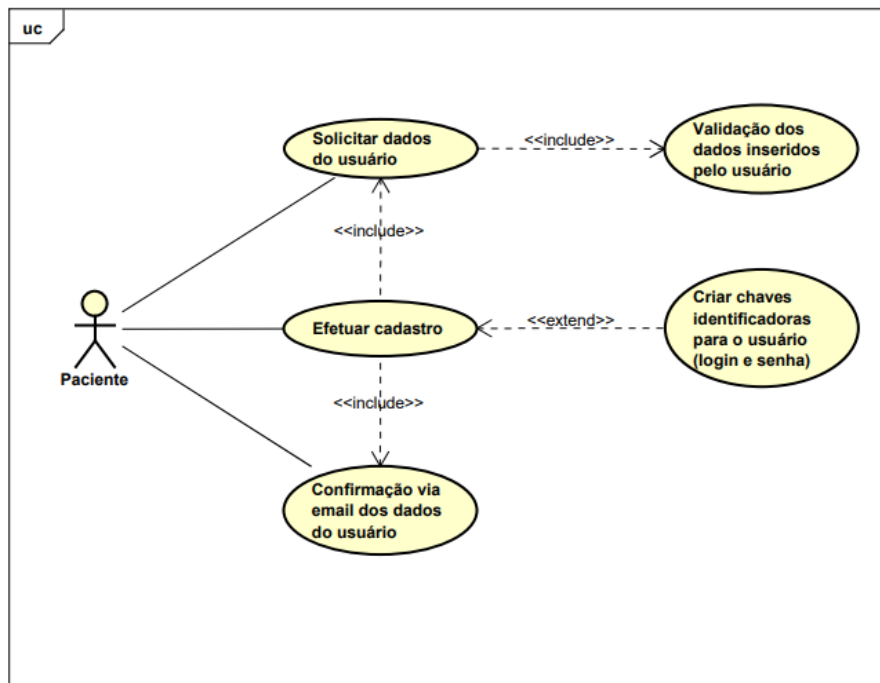 uc
Solicitar dados
do usuário
<<include>>
Validação dos
dados inseridos
pelo usuário
<<include>>
Paciente
Efetuar cadastro
<<extend>>
Criar chaves
identificadoras
para o usuário
(login e senha)
<<include>>
Confirmação via
email dos dados
do usuário